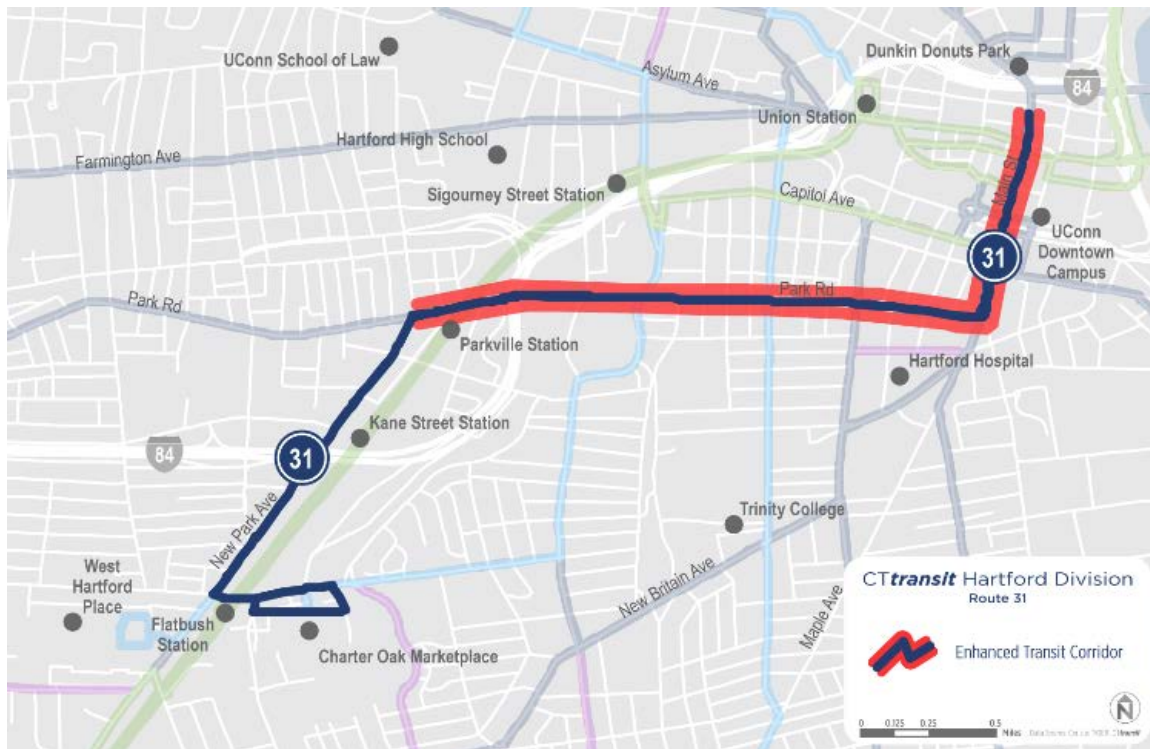 Dunkin Donuts Park
UConn School of Law
Asylum Ave
84
Union Station
Hartford High School
Farmington Ave
Sigourney Street Station
Capitol Ave
Main St
UConn
Downtown
Campus
31
Park Rd
Park Rd
Parkville Station
Hartford Hospital
Kane Street Station
84
31
New Park Ave
Trinity College
West
Hartford
Place
New Britain Ave
Maple Ave
Flatbush
Station
Charter Oak Marketplace
CTtransit Hartford Division
Route 31
Enhanced Transit Corridor
N
0 0.125 0.25 0.5
Miles